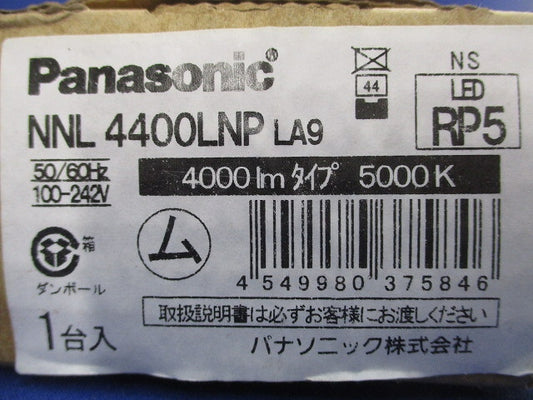 Panasonic®
NNL 4400LNP LA9
44
NS
LED
RP5
50/60Hz
100-242V
4000 lm タイプ 5000 K
箱
ダンボール
ム
4 549980 375846
取扱説明書は必ずお客様にお渡しください
1台入
パナソニック株式会社